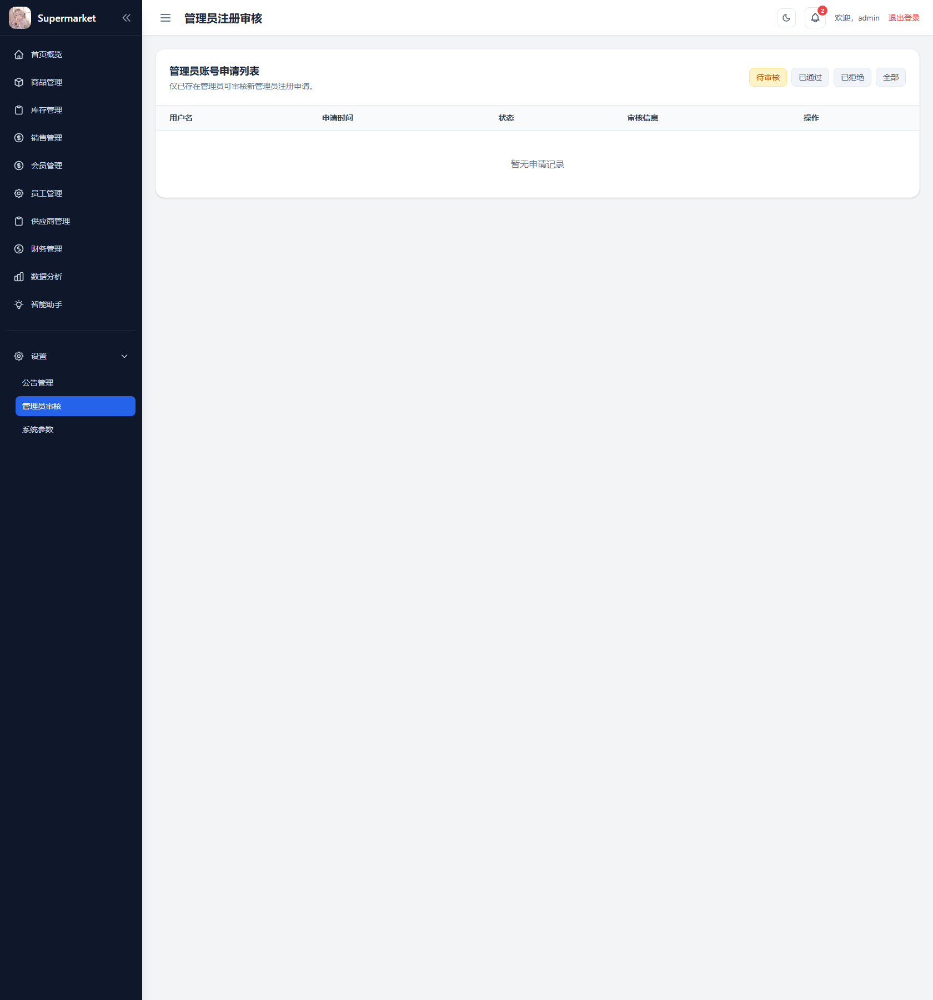 Supermarket
首页概览
商品管理
库存管理
销售管理
会员管理
员工管理
供应商管理
财务管理
数据分析
智能助手
设置
公告管理
管理员审核
系统参数
管理员注册审核
2
欢迎，admin
退出登录
管理员账号申请列表
仅已存在管理员可审核新管理员注册申请。
待审核 已通过 已拒绝 全部
用户名 申请时间 状态 审核信息 操作
暂无申请记录